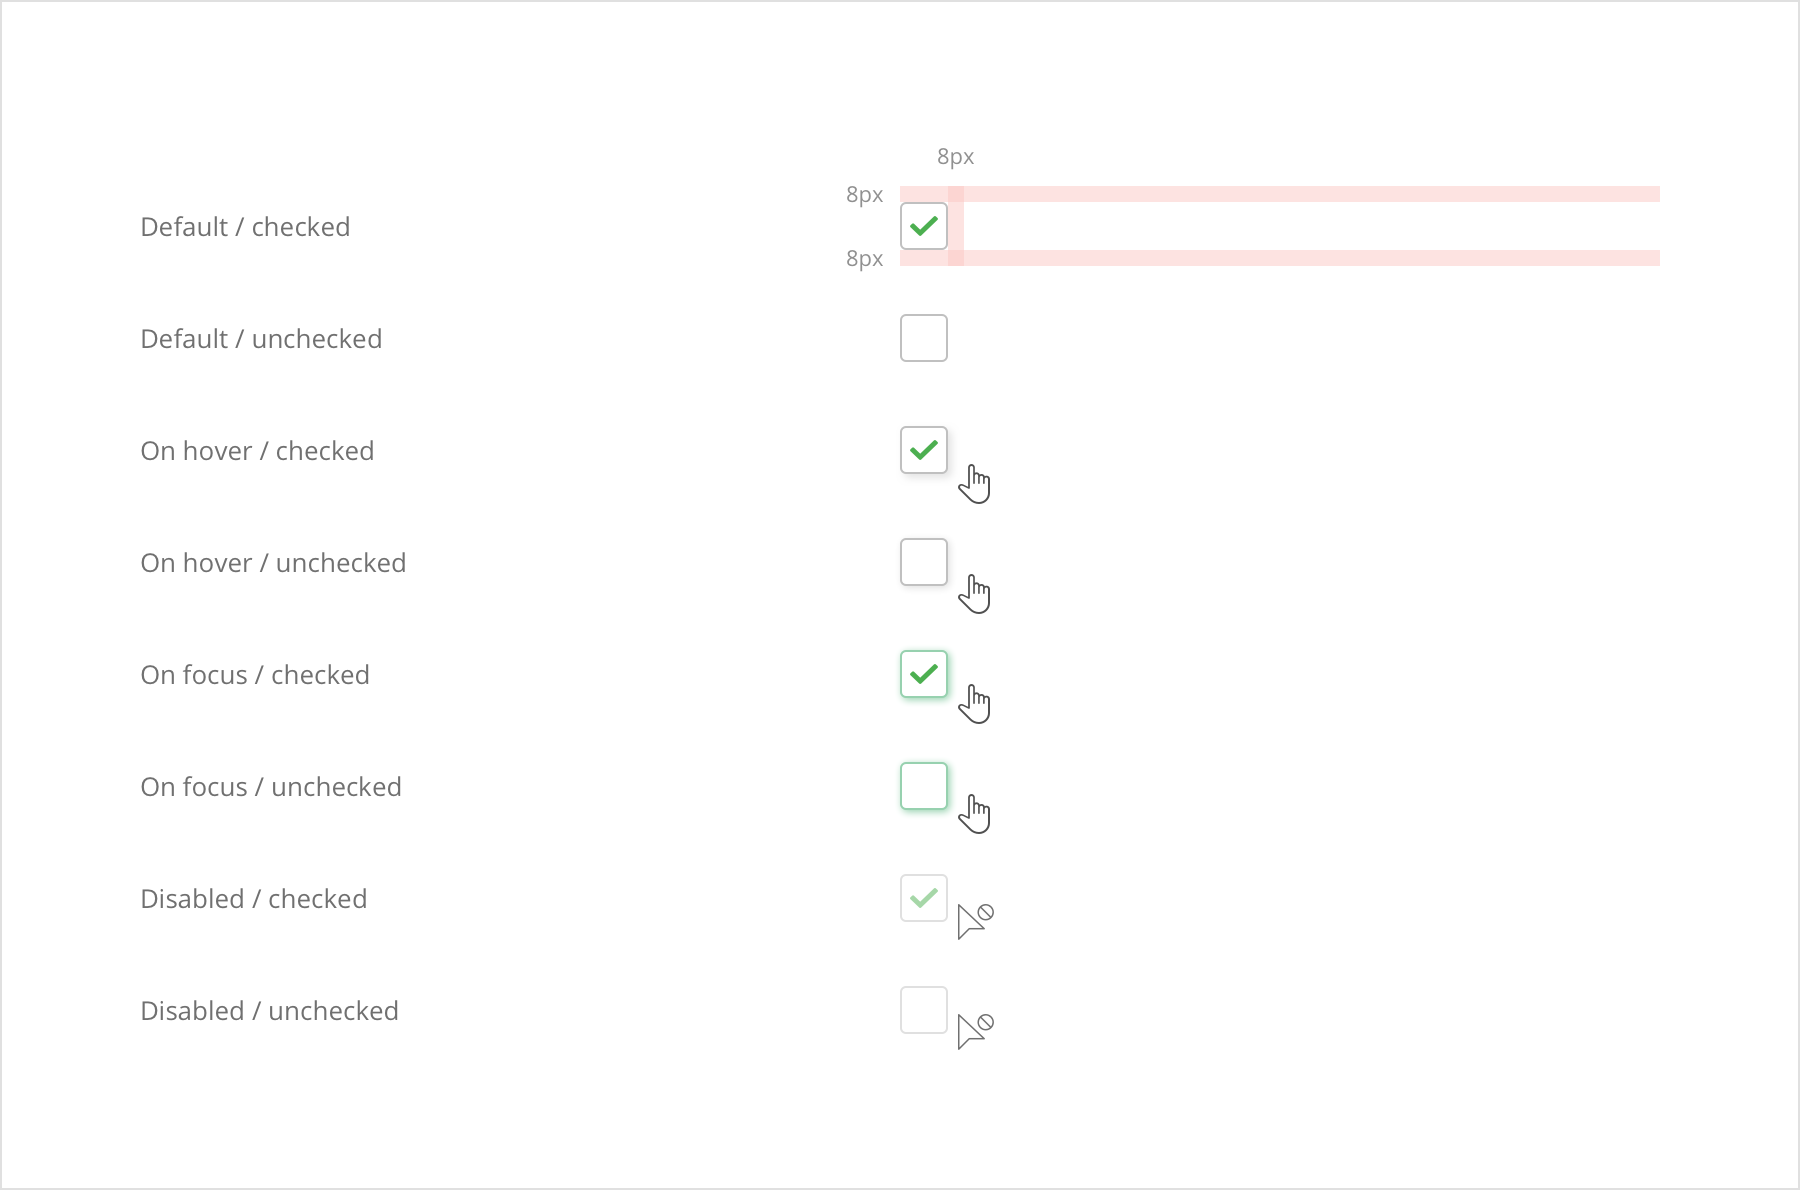 8px
8px
Default / checked
8px
Default / unchecked
On hover / checked
On hover / unchecked
On focus / checked
On focus / unchecked
Disabled / checked
Disabled / unchecked